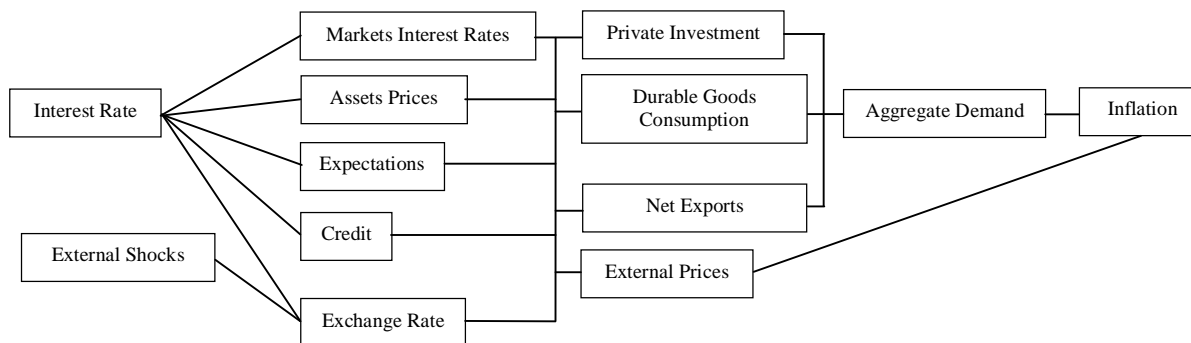 Interest Rate
External Shocks
Markets Interest Rates
Assets Prices
Expectations
Credit
Exchange Rate
Private Investment
Durable Goods
Consumption
Net Exports
External Prices
Aggregate Demand
Inflation